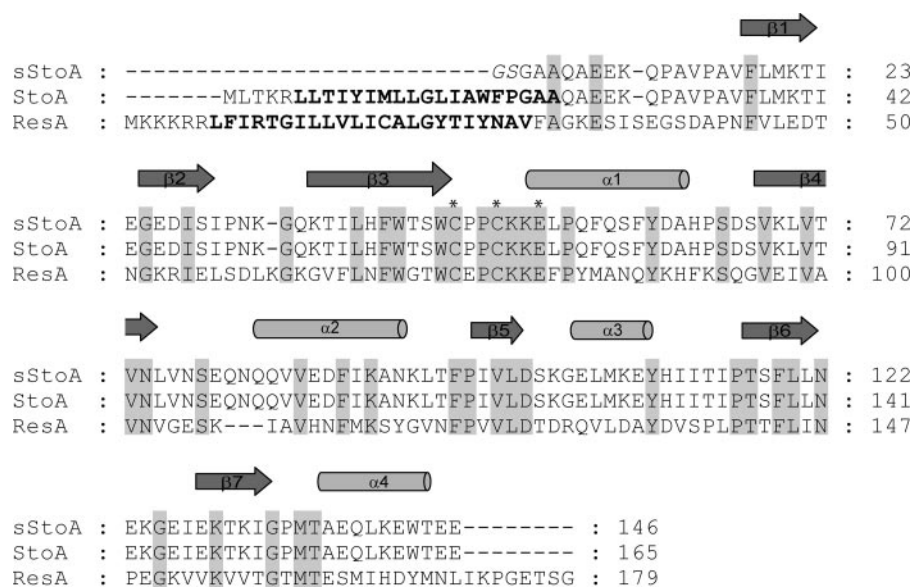 β1
sStoA : ---------------------------GSGAAQAEEK-QPAVPAVFLMKTI : 23
StoA : --------MLTKRLLTIYIMLLGLIAWFPGAAQAEEK-QPAVPAVFLMKTI : 42
ResA : MKKKRRLFIRTGILLVLICALGYTIYNAVFAGKESISEGSDAPNFVLEDT : 50
β2 β3 α1 β4
* * *
sStoA : EGEDISIPNK-GQKTILHFWTSWCPPCKKELPQFQSFYDAHPSDSVKLVT : 72
StoA : EGEDISIPNK-GQKTILHFWTSWCPPCKKELPQFQSFYDAHPSDSVKLVT : 91
ResA : NGKRIELSDLKGKGVFLNFWGTWCEPCKKEFPYMANQYKHFKSQGVEIVA : 100
α2 β5 α3 β6
sStoA : VNLVNSEQNQQVVEDFIKANKLTFPIVLDSKGELMKEYHIITIPTSFLLN : 122
StoA : VNLVNSEQNQQVVEDFIKANKLTFPIVLDSKGELMKEYHIITIPTSFLLN : 141
ResA : VNVGESK---IAVHNFMKSYGVNFPVVLDTDRQVLDAYDVSPLPTTFLIN : 147
β7 α4
sStoA : EKGEIEKTKIGPMTAEQLKEWTEE-------- : 146
StoA : EKGEIEKTKIGPMTAEQLKEWTEE-------- : 165
ResA : PEGKVVKVVTGTMTESMIHDYMNLIKPGETSG : 179